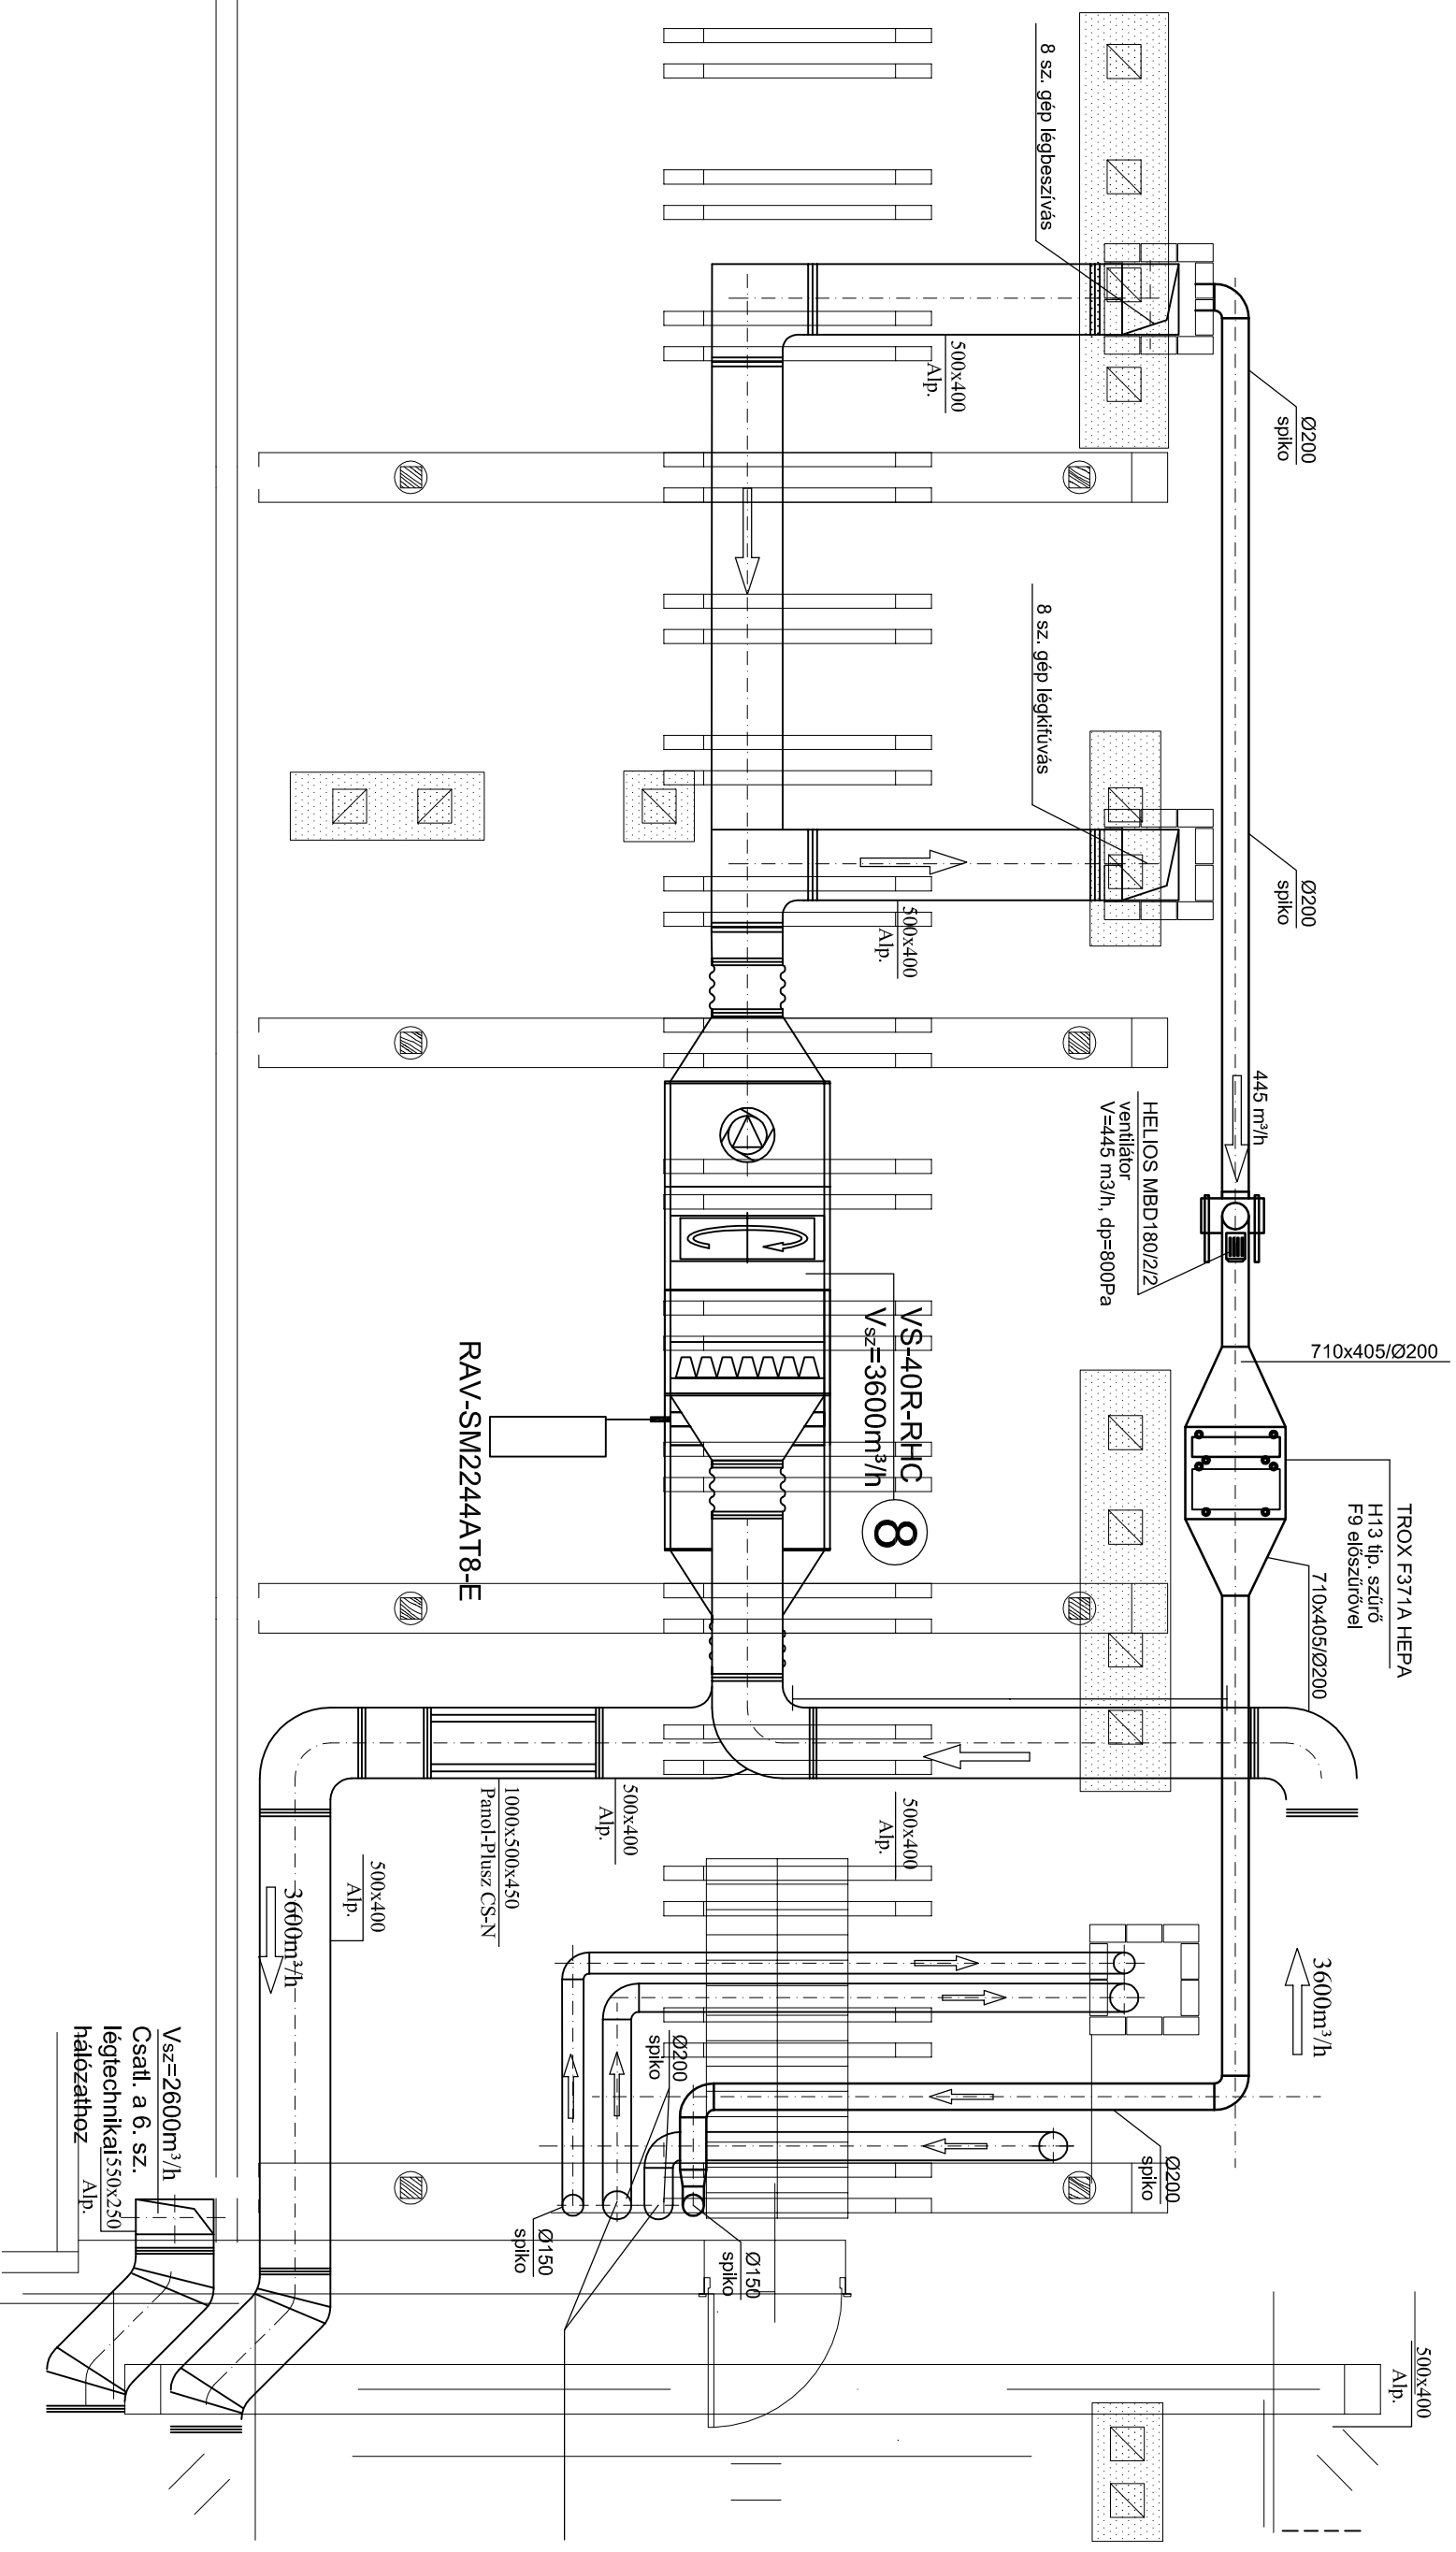 8 sz. gép légbeszívás
500x400
Alp.
Ø200
spiko
8 sz. gép légkifúvás
500x400
Alp.
Ø200
spiko
445 m³/h
HELIOS MBD180/2/2
ventilátor
V=445 m3/h, dp=800Pa
710x405/Ø200
VS-40R-RHC
Vsz=3600m³/h
8
RAV-SM2244AT8-E
TROX F371A HEPA
H13 tip. szűrő
F9 előszűrővel
710x405/Ø200
500x400
Alp.
500x400
Alp.
1000x500x450
Panol-Plusz CS-N
500x400
Alp.
3600m³/h
3600m³/h
Ø200
spiko
Ø200
spiko
Ø150
spiko
Ø150
spiko
Vsz=2600m³/h
Csatl. a 6. sz.
légtechnikai
hálózathoz
550x250
Alp.
500x400
Alp.